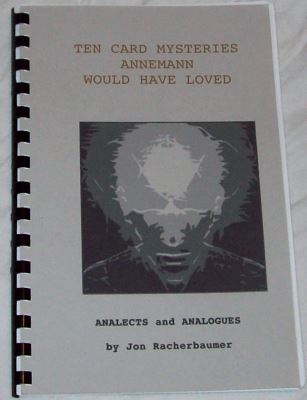 TEN CARD MYSTERIES
ANNEMANN
WOULD HAVE LOVED
ANALECTS and ANALOGUES
by Jon Racherbaumer